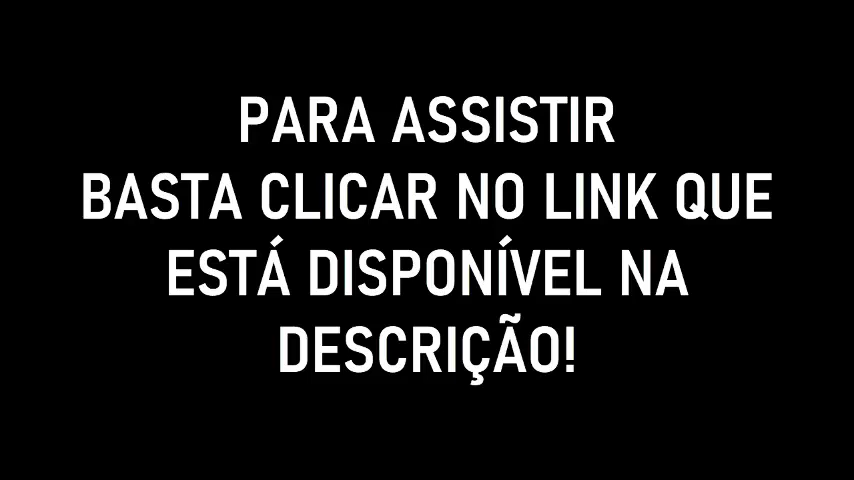 PARA ASSISTIR
BASTA CLICAR NO LINK QUE
ESTÁ DISPONÍVEL NA
DESCRIÇÃO!